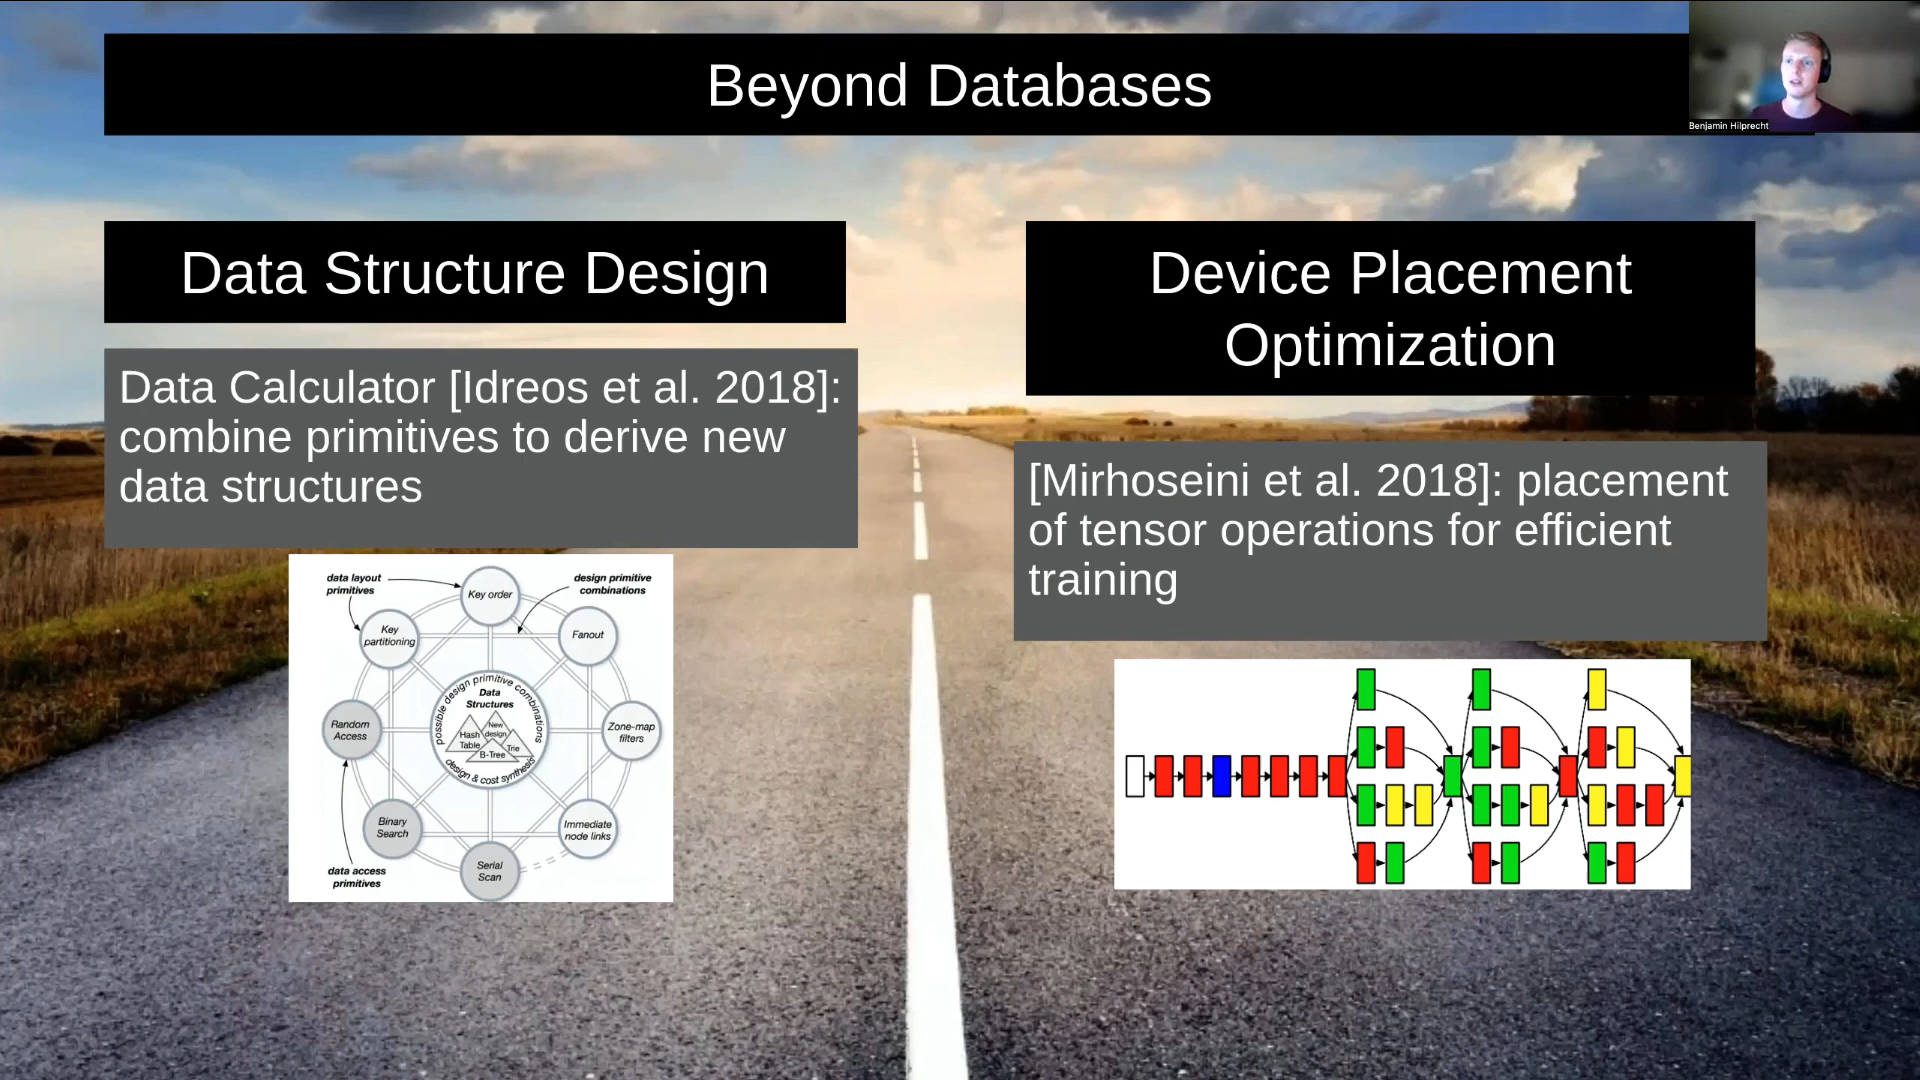 Beyond Databases
Benjamin Hilprecht
Data Structure Design
Data Calculator [Idreos et al. 2018]:
combine primitives to derive new
data structures
data layout
primitives
design primitive
combinations
Key order
Key
partitioning
Fanout
possible design primitive combinations
Data
Structures
Random
Access
Zone-map
filters
New
design
Hash
Table
Trie
B-Tree
design & cost synthesis
Binary
Search
Immediate
node links
Serial
Scan
data access
primitives
Device Placement
Optimization
[Mirhoseini et al. 2018]: placement
of tensor operations for efficient
training